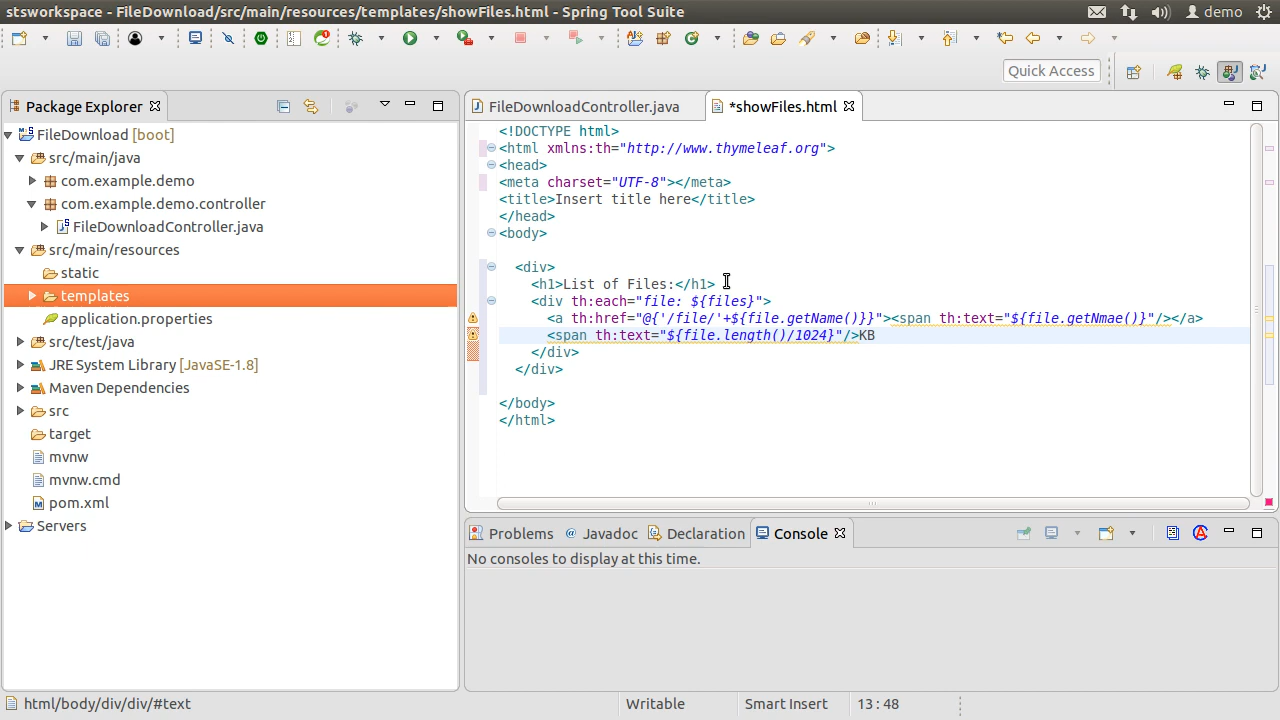 stsworkspace - FileDownload/src/main/resources/templates/showFiles.html - Spring Tool Suite
demo
Quick Access
Package Explorer
FileDownload [boot]
src/main/java
com.example.demo
com.example.demo.controller
FileDownloadController.java
src/main/resources
static
templates
application.properties
src/test/java
JRE System Library [JavaSE-1.8]
Maven Dependencies
src
target
mvnw
mvnw.cmd
pom.xml
Servers
FileDownloadController.java
*showFiles.html
<!DOCTYPE html>
<html xmlns:th="http://www.thymeleaf.org">
<head>
<meta charset="UTF-8"></meta>
<title>Insert title here</title>
</head>
<body>
<div>
<h1>List of Files:</h1>
<div th:each="file: ${files}">
<a th:href="@{'/file/'+${file.getName()}}"><span th:text="${file.getNmae()}"/></a>
<span th:text="${file.length()/1024}"/>KB
</div>
</div>
</body>
</html>
Problems
Javadoc
Declaration
Console
No consoles to display at this time.
html/body/div/div/#text
Writable
Smart Insert
13 : 48